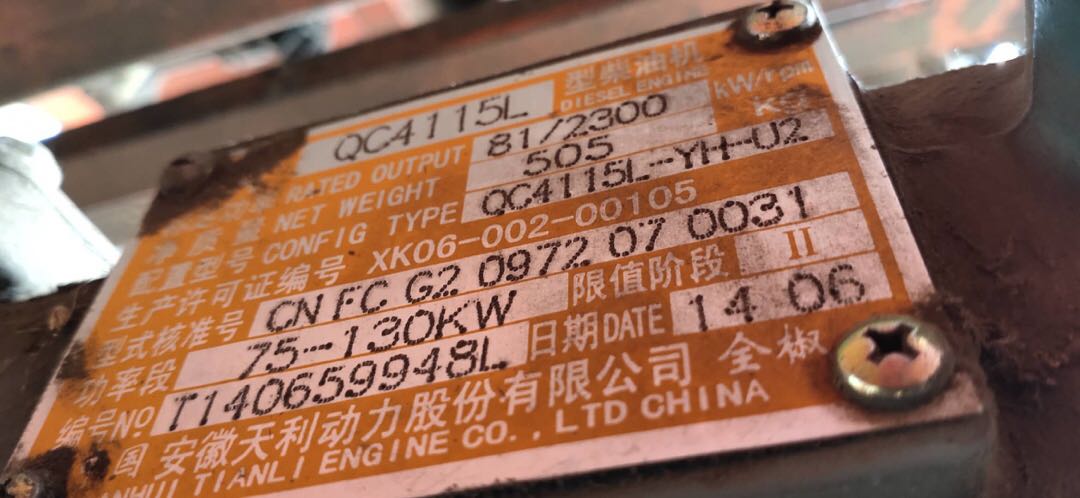 QC4115L 型柴油机
DIESEL ENGINE
RATED OUTPUT 81/2300 kW/rpm
净质量 NET WEIGHT 505 KG
配置型号 CONFIG TYPE QC4115L-YH-U2
生产许可证编号 XK06-002-00105
型式核准号 CN FC G2 0972 07 0031
功率段 75-130KW 限值阶段 II
编号NO T140659948L 日期DATE 14 06
国 安徽天利动力股份有限公司 全椒
ANHUI TIANLI ENGINE CO., LTD CHINA